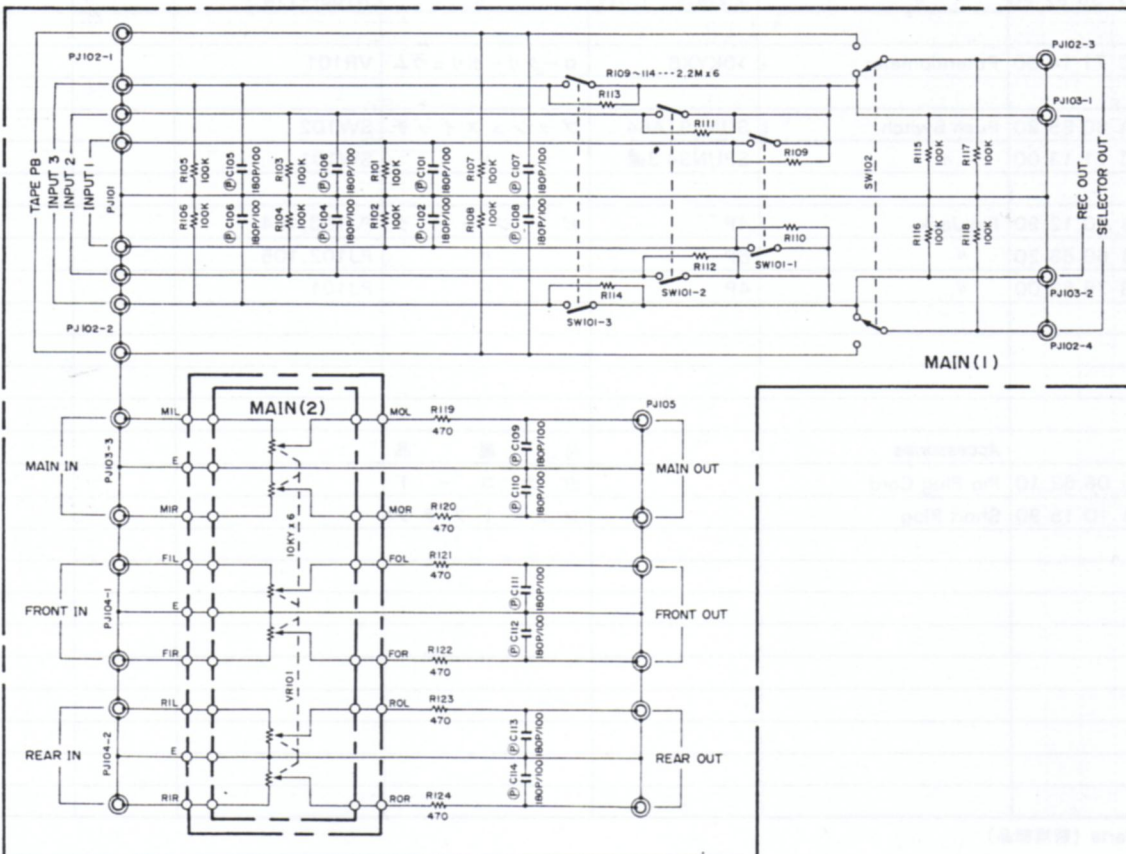 PJ102-1
TAPE PB
INPUT 3
INPUT 2
INPUT 1
PJ101
PJ102-2
R105
100K
R106
100K
Ⓟ C105
180P/100
Ⓟ C106
180P/100
R103
100K
R104
100K
Ⓟ C104
180P/100
R101
100K
R102
100K
Ⓟ C101
180P/100
Ⓟ C102
180P/100
R107
100K
R108
100K
Ⓟ C107
180P/100
Ⓟ C108
180P/100
R109~114---2.2M x 6
R113
R111
R109
R110
SW101-1
R112
SW101-2
R114
SW101-3
SW102
R115
100K
R116
100K
R117
100K
R118
100K
PJ102-3
PJ103-1
REC OUT
SELECTOR OUT
PJ103-2
PJ102-4
MAIN(1)
MAIN(2)
MAIN IN
PJ103-3
MIL
E
MIR
MOL
MOR
R119
470
R120
470
Ⓟ C109
180P/100
Ⓟ C110
180P/100
PJ105
MAIN OUT
10KY x 6
VR101
FRONT IN
PJ104-1
FIL
E
FIR
FOL
FOR
R121
470
R122
470
Ⓟ C111
180P/100
Ⓟ C112
180P/100
FRONT OUT
REAR IN
PJ104-2
RIL
E
RIR
ROL
ROR
R123
470
R124
470
Ⓟ C113
180P/100
Ⓟ C114
180P/100
REAR OUT